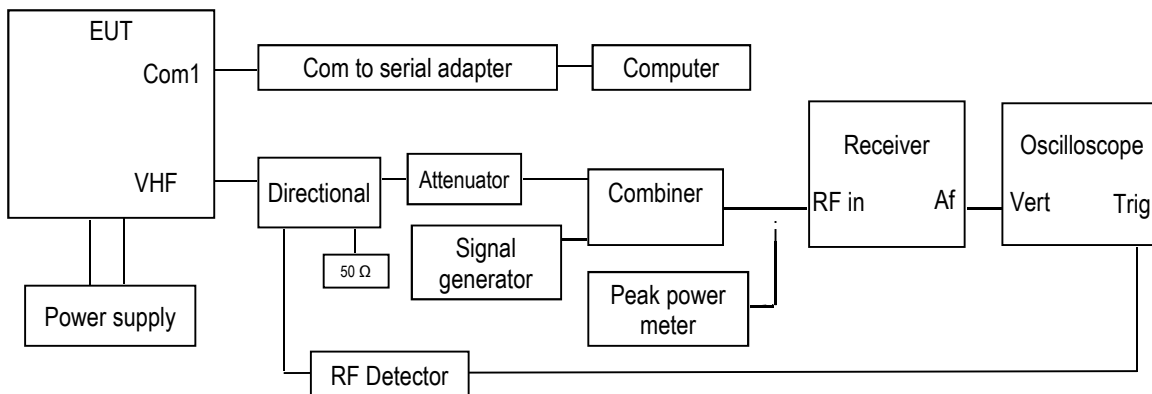 EUT
Com1
Com to serial adapter
Computer
VHF
Directional
Attenuator
Combiner
Receiver
RF in
Af
Oscilloscope
Vert
Trig
50 Ω
Signal
generator
Peak power
meter
Power supply
RF Detector